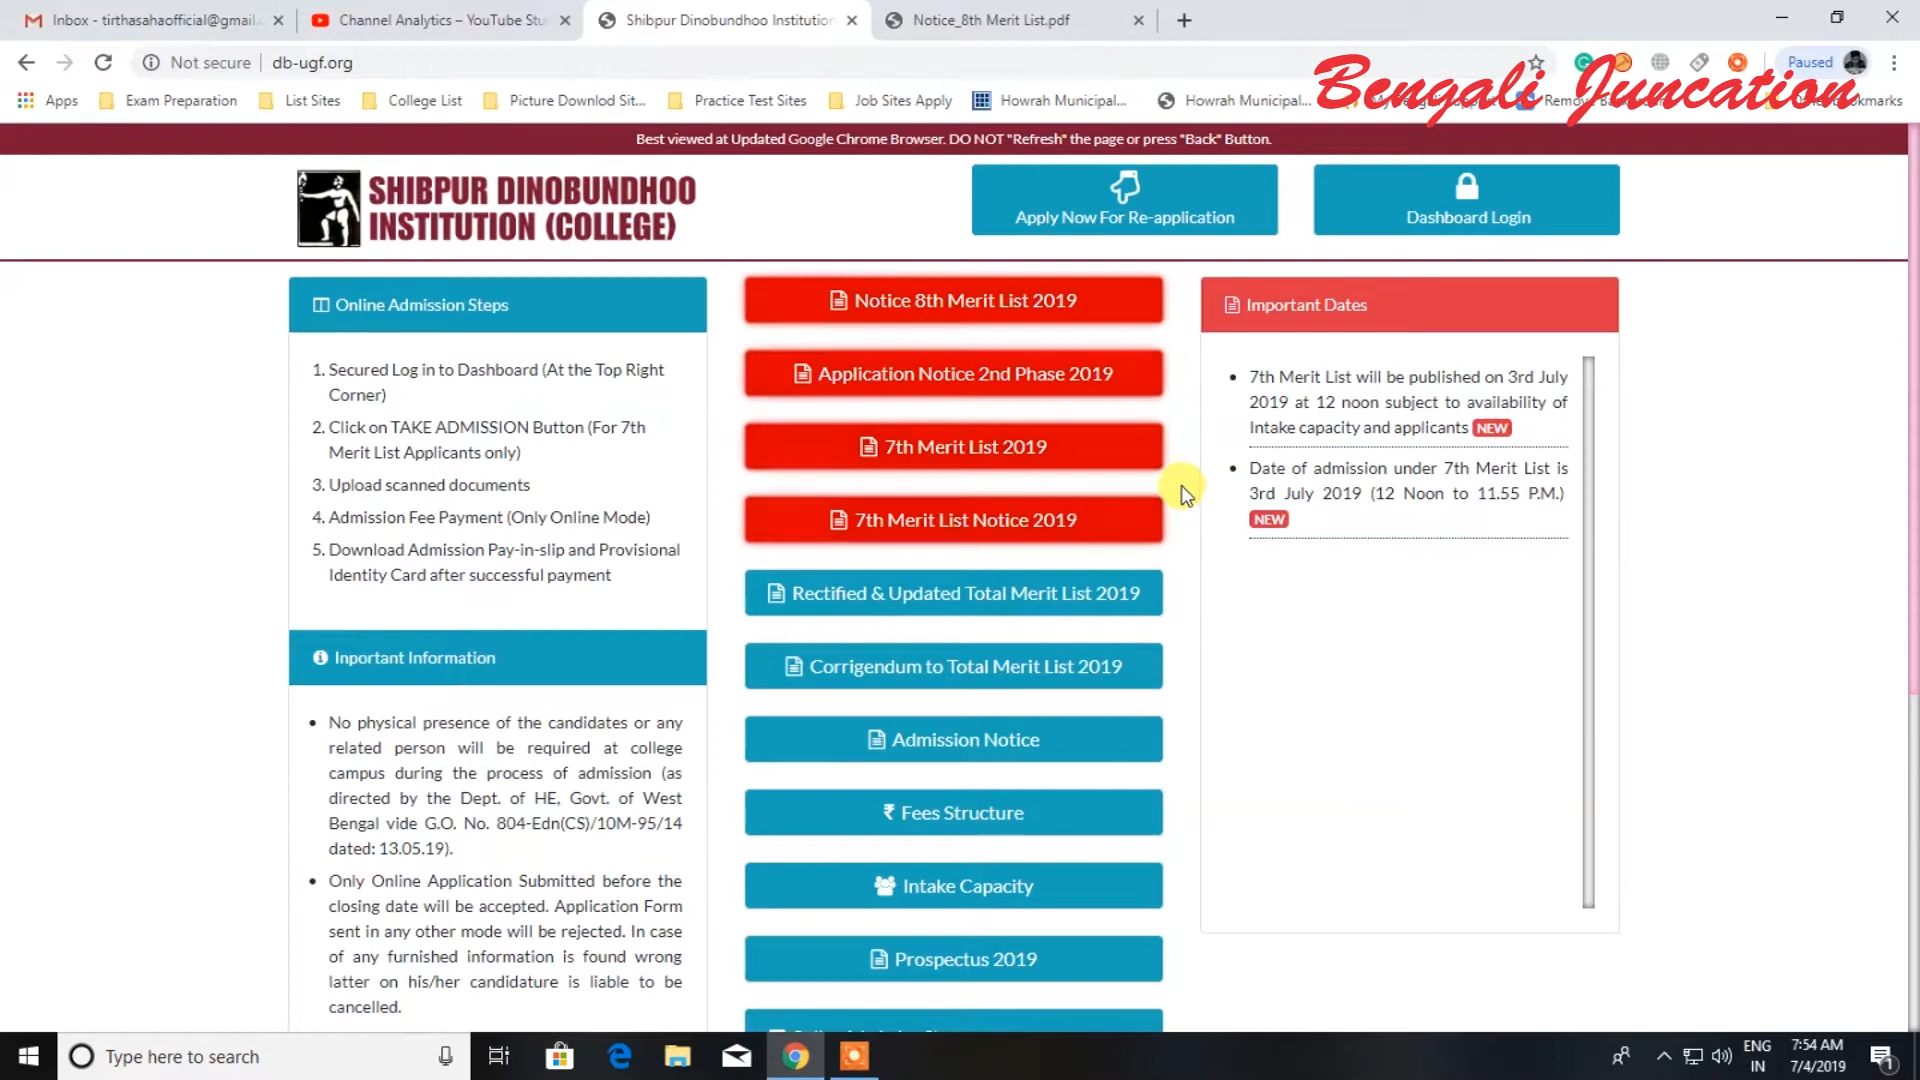 Inbox - tirthasahaofficial@gmail.
Channel Analytics – YouTube Stu
Shibpur Dinobundhoo Institution
Notice_8th Merit List.pdf
Not secure
db-ugf.org
Paused
Bengali Juncation
Apps
Exam Preparation
List Sites
College List
Picture Downlod Sit...
Practice Test Sites
Job Sites Apply
Howrah Municipal...
Howrah Municipal...
Best viewed at Updated Google Chrome Browser. DO NOT "Refresh" the page or press "Back" Button.
SHIBPUR DINOBUNDHOO
INSTITUTION (COLLEGE)
Apply Now For Re-application
Dashboard Login
Online Admission Steps
1. Secured Log in to Dashboard (At the Top Right
Corner)
2. Click on TAKE ADMISSION Button (For 7th
Merit List Applicants only)
3. Upload scanned documents
4. Admission Fee Payment (Only Online Mode)
5. Download Admission Pay-in-slip and Provisional
Identity Card after successful payment
Inportant Information
• No physical presence of the candidates or any
related person will be required at college
campus during the process of admission (as
directed by the Dept. of HE, Govt. of West
Bengal vide G.O. No. 804-Edn(CS)/10M-95/14
dated: 13.05.19).
• Only Online Application Submitted before the
closing date will be accepted. Application Form
sent in any other mode will be rejected. In case
of any furnished information is found wrong
latter on his/her candidature is liable to be
cancelled.
Notice 8th Merit List 2019
Application Notice 2nd Phase 2019
7th Merit List 2019
7th Merit List Notice 2019
Rectified & Updated Total Merit List 2019
Corrigendum to Total Merit List 2019
Admission Notice
₹ Fees Structure
Intake Capacity
Prospectus 2019
Important Dates
• 7th Merit List will be published on 3rd July
2019 at 12 noon subject to availability of
Intake capacity and applicants NEW
• Date of admission under 7th Merit List is
3rd July 2019 (12 Noon to 11.55 P.M.)
NEW
Type here to search
ENG
IN
7:54 AM
7/4/2019
1